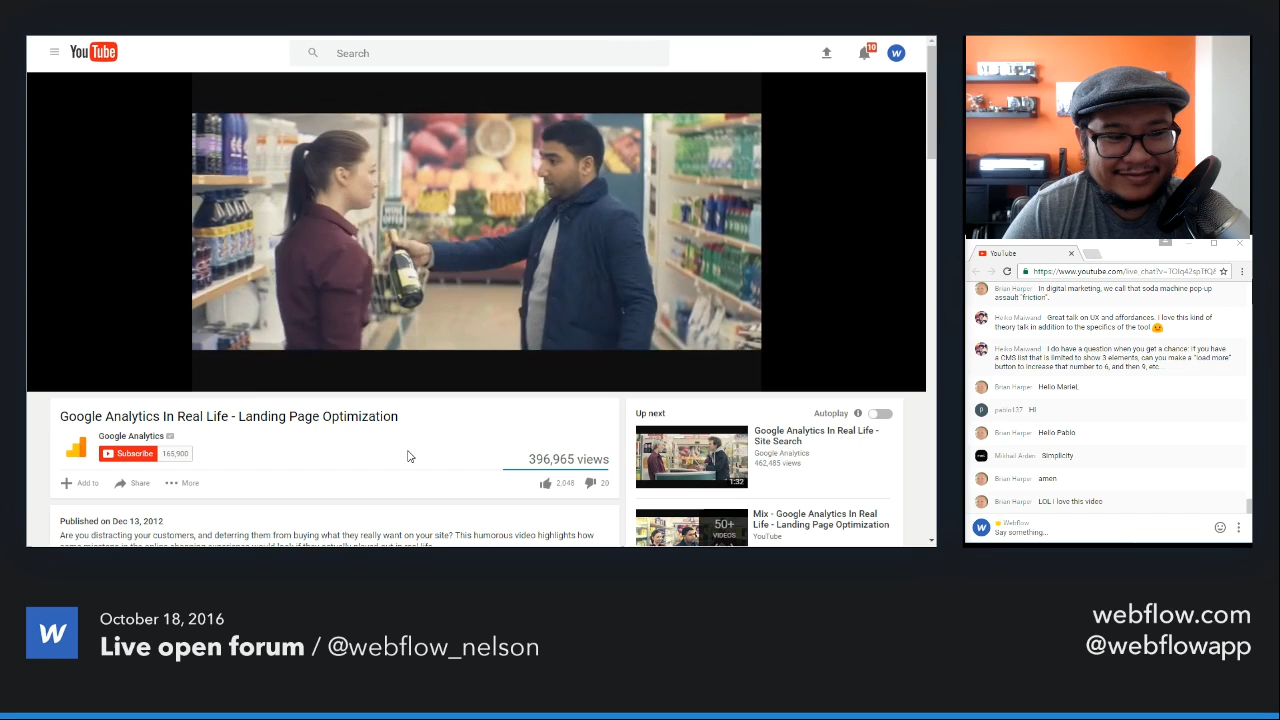 YouTube
Search
10
w
Google Analytics In Real Life - Landing Page Optimization
Google Analytics
Subscribe 165,900
396,965 views
Add to Share More
2,048 20
Published on Dec 13, 2012
Are you distracting your customers, and deterring them from buying what they really want on your site? This humorous video highlights how
Up next
Autoplay
Google Analytics In Real Life -
Site Search
Google Analytics
462,485 views
1:32
Mix - Google Analytics In Real
Life - Landing Page Optimization
YouTube
50+
VIDEOS
YouTube
Brian Harper In digital marketing, we call that soda machine pop-up
assault "friction".
Heiko Maiwand Great talk on UX and affordances. I love this kind of
theory talk in addition to the specifics of the tool
Heiko Maiwand I do have a question when you get a chance: if you have
a CMS list that is limited to show 3 elements, can you make a "load more"
button to increase that number to 6, and then 9, etc...
Brian Harper Hello Mariel,
P pablo137 Hi
Brian Harper Hello Pablo
Mikhail Simplicity
Brian Harper amen
Brian Harper LOL I love this video
w Webflow
Say something...
w
October 18, 2016
Live open forum / @webflow_nelson
webflow.com
@webflowapp